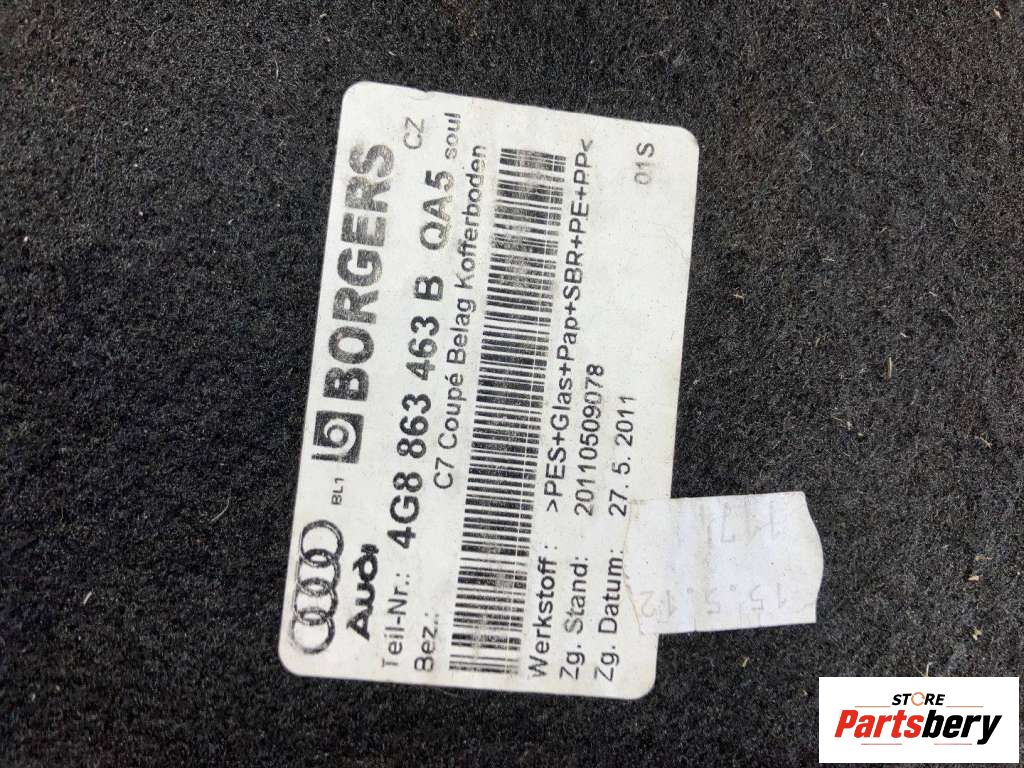 Audi
BL1
BORGERS
CZ
Teil-Nr.: 4G8 863 463 B QA5 soul
Bez.: C7 Coupé Belag Kofferboden
Werkstoff : >PES+Glas+Pap+SBR+PE+PP<
Zg. Stand: 20110509078
Zg. Datum: 27. 5. 2011
01S
15.5.12
STORE
Partsbery